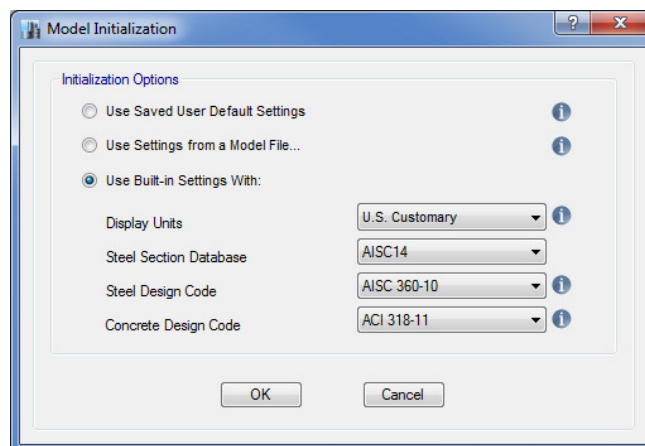 Model Initialization
Initialization Options
Use Saved User Default Settings
Use Settings from a Model File...
Use Built-in Settings With:
Display Units U.S. Customary
Steel Section Database AISC14
Steel Design Code AISC 360-10
Concrete Design Code ACI 318-11
OK Cancel